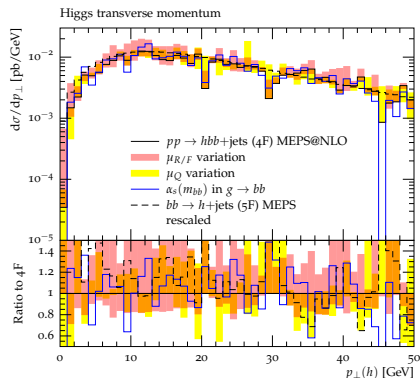 Higgs transverse momentum
dσ/dp⊥ [pb/GeV]
10⁻²
10⁻³
10⁻⁴
10⁻⁵
pp → hbb+jets (4F) MEPS@NLO
μR/F variation
μQ variation
αs(mbb) in g → bb
bb → h+jets (5F) MEPS
rescaled
Ratio to 4F
1.4
1.2
1
0.8
0.6
0 10 20 30 40 50
p⊥(h) [GeV]